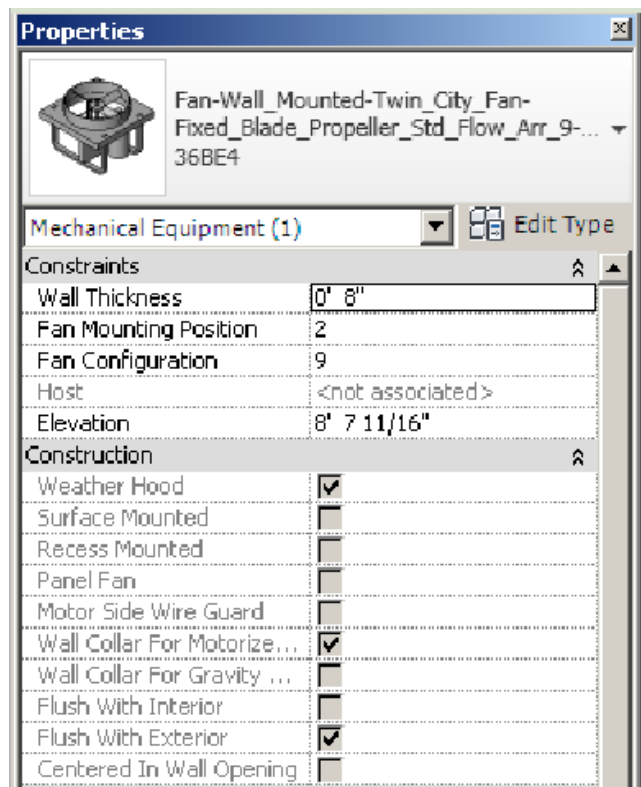 Properties
Fan-Wall_Mounted-Twin_City_Fan-
Fixed_Blade_Propeller_Std_Flow_Arr_9-...
36BE4
Mechanical Equipment (1)
Edit Type
Constraints
Wall Thickness 0' 8"
Fan Mounting Position 2
Fan Configuration 9
Host <not associated>
Elevation 8' 7 11/16"
Construction
Weather Hood
Surface Mounted
Recess Mounted
Panel Fan
Motor Side Wire Guard
Wall Collar For Motorize...
Wall Collar For Gravity ...
Flush With Interior
Flush With Exterior
Centered In Wall Opening